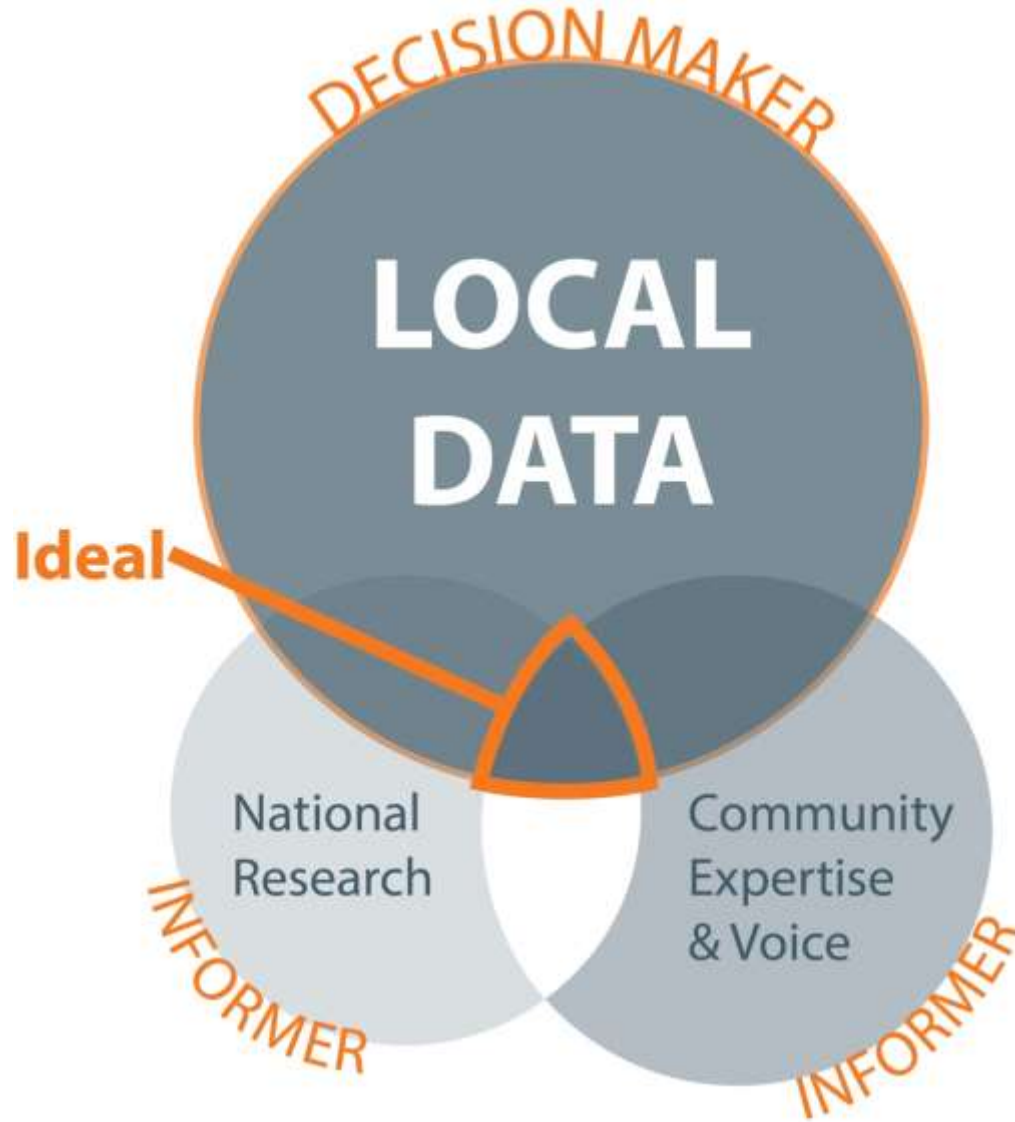 DECISION MAKER
LOCAL
DATA
Ideal
National
Research
Community
Expertise
& Voice
INFORMER
INFORMER